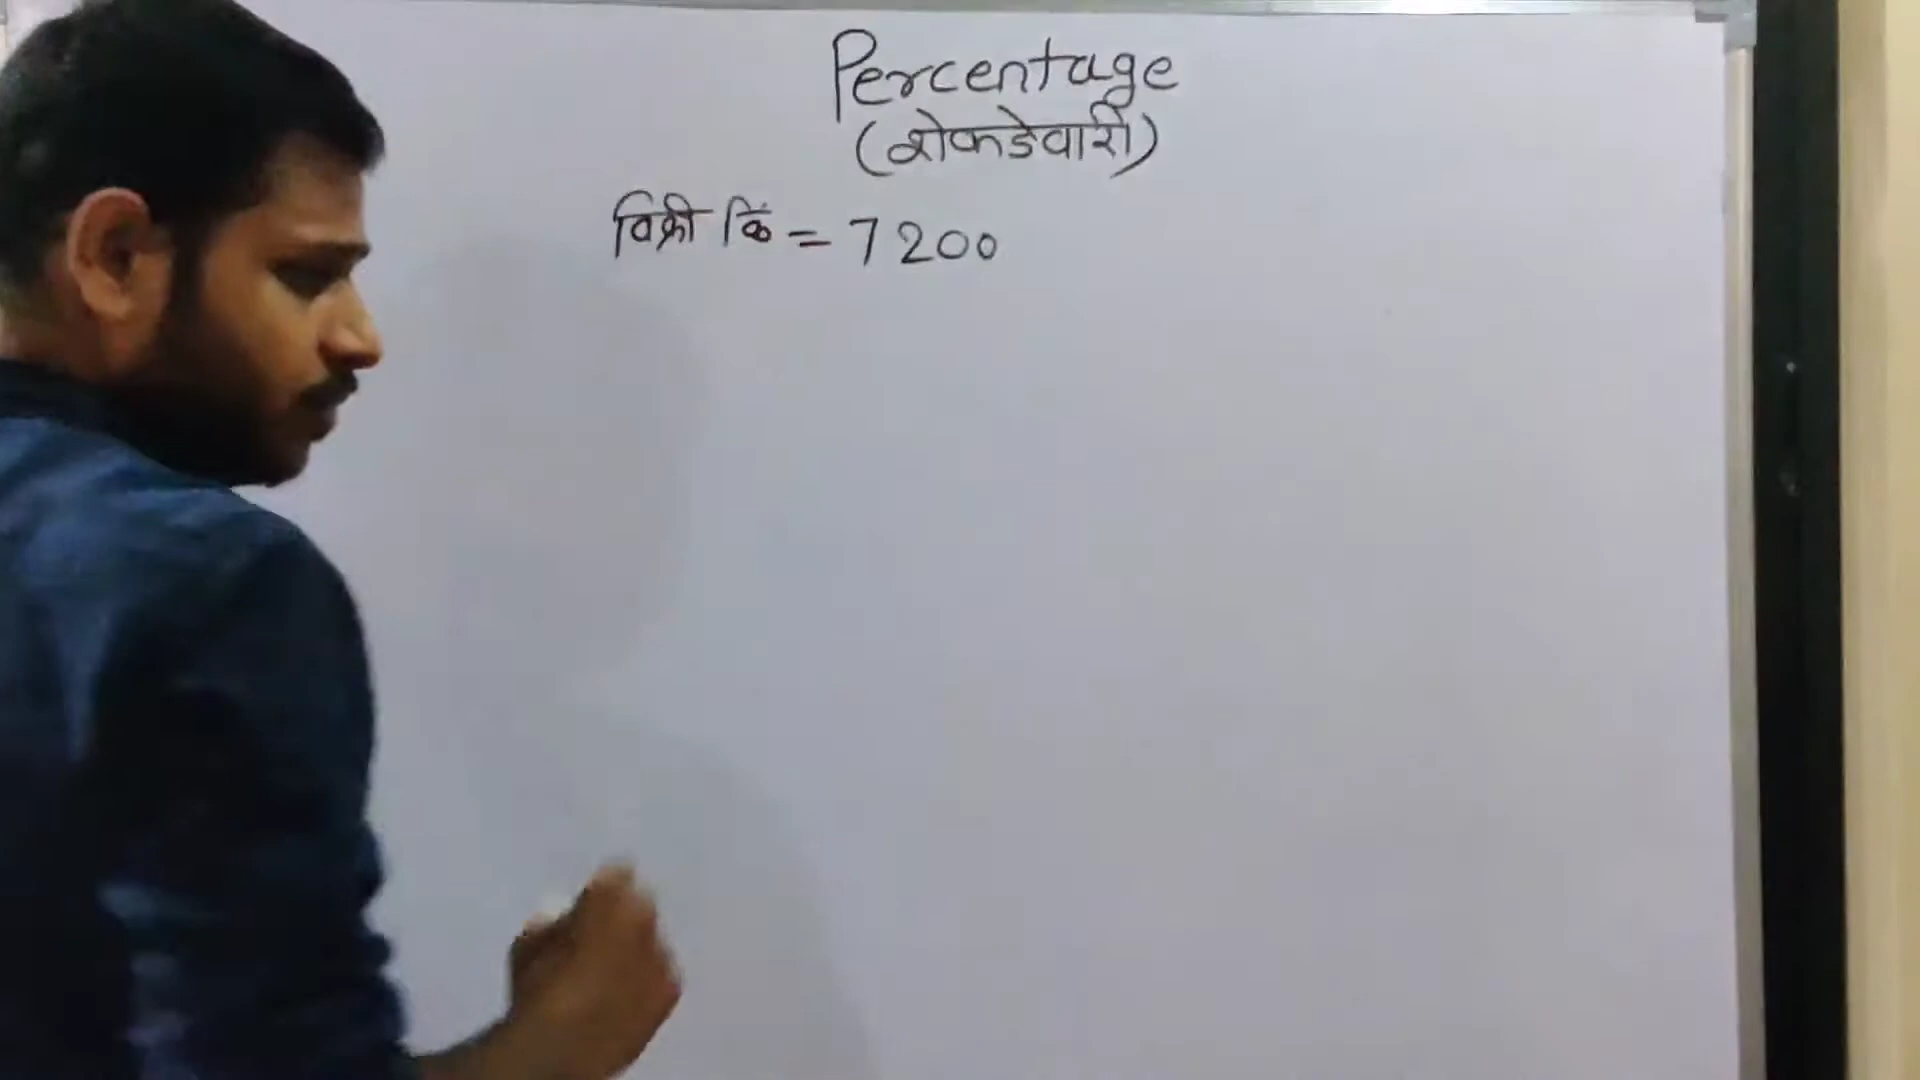 Percentage
(शेकडेवारी)
विक्री किं = 7200